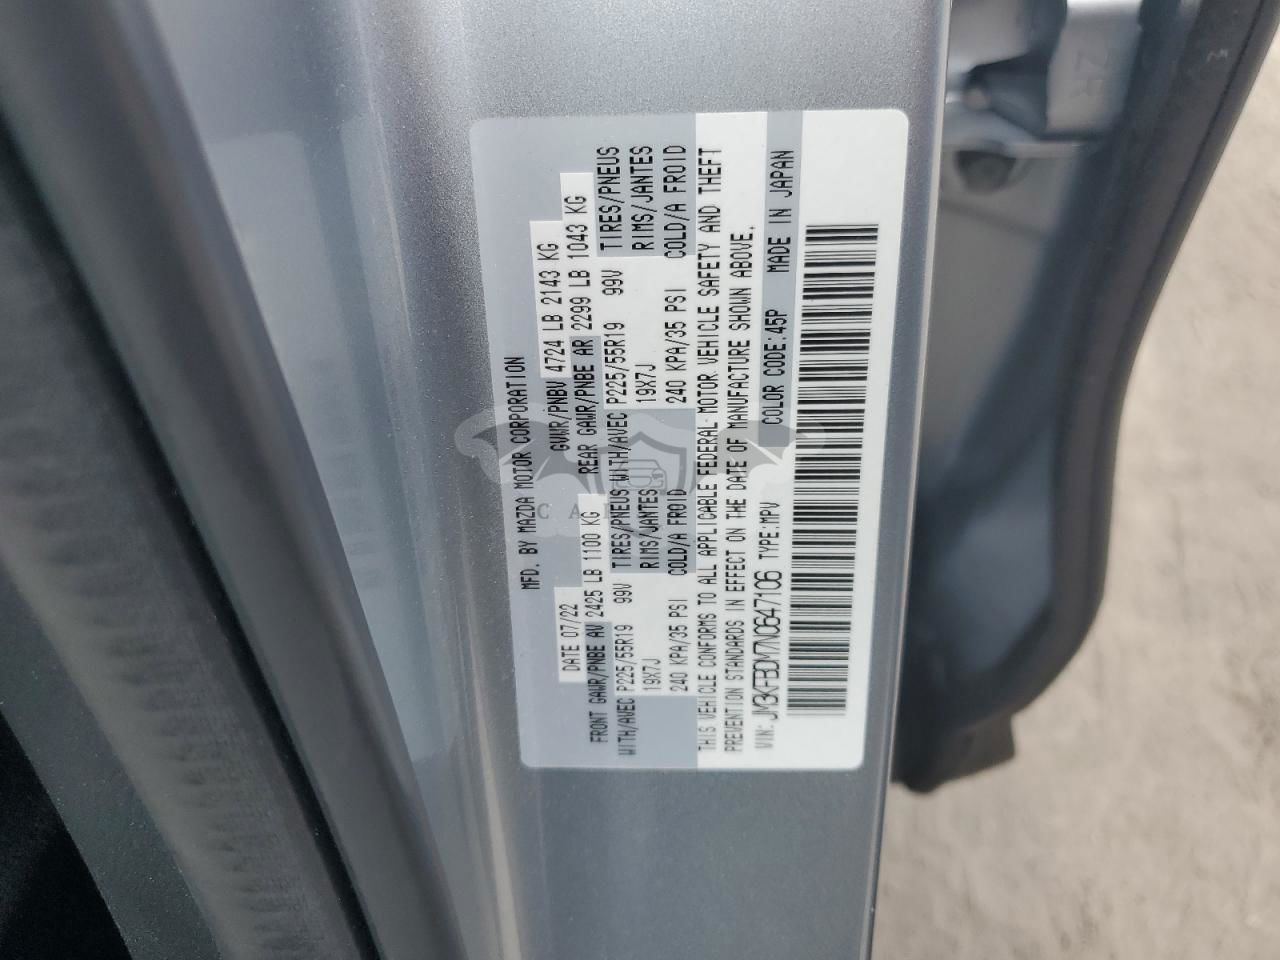 MFD. BY MAZDA MOTOR CORPORATION
DATE 07/22 GVWR/PNBV 4724 LB 2143 KG
FRONT GAWR/PNBE AV 2425 LB 1100 KG REAR GAWR/PNBE AR 2299 LB 1043 KG
WITH/AVEC P225/55R19 99V TIRES/PNEUS WITH/AVEC P225/55R19 99V TIRES/PNEUS
19X7J RIMS/JANTES 19X7J RIMS/JANTES
240 KPA/35 PSI COLD/A FROID 240 KPA/35 PSI COLD/A FROID
THIS VEHICLE CONFORMS TO ALL APPLICABLE FEDERAL MOTOR VEHICLE SAFETY AND THEFT
PREVENTION STANDARDS IN EFFECT ON THE DATE OF MANUFACTURE SHOWN ABOVE.
VIN: JM3KFBDM7N0647106 TYPE:MPV COLOR CODE:45P MADE IN JAPAN